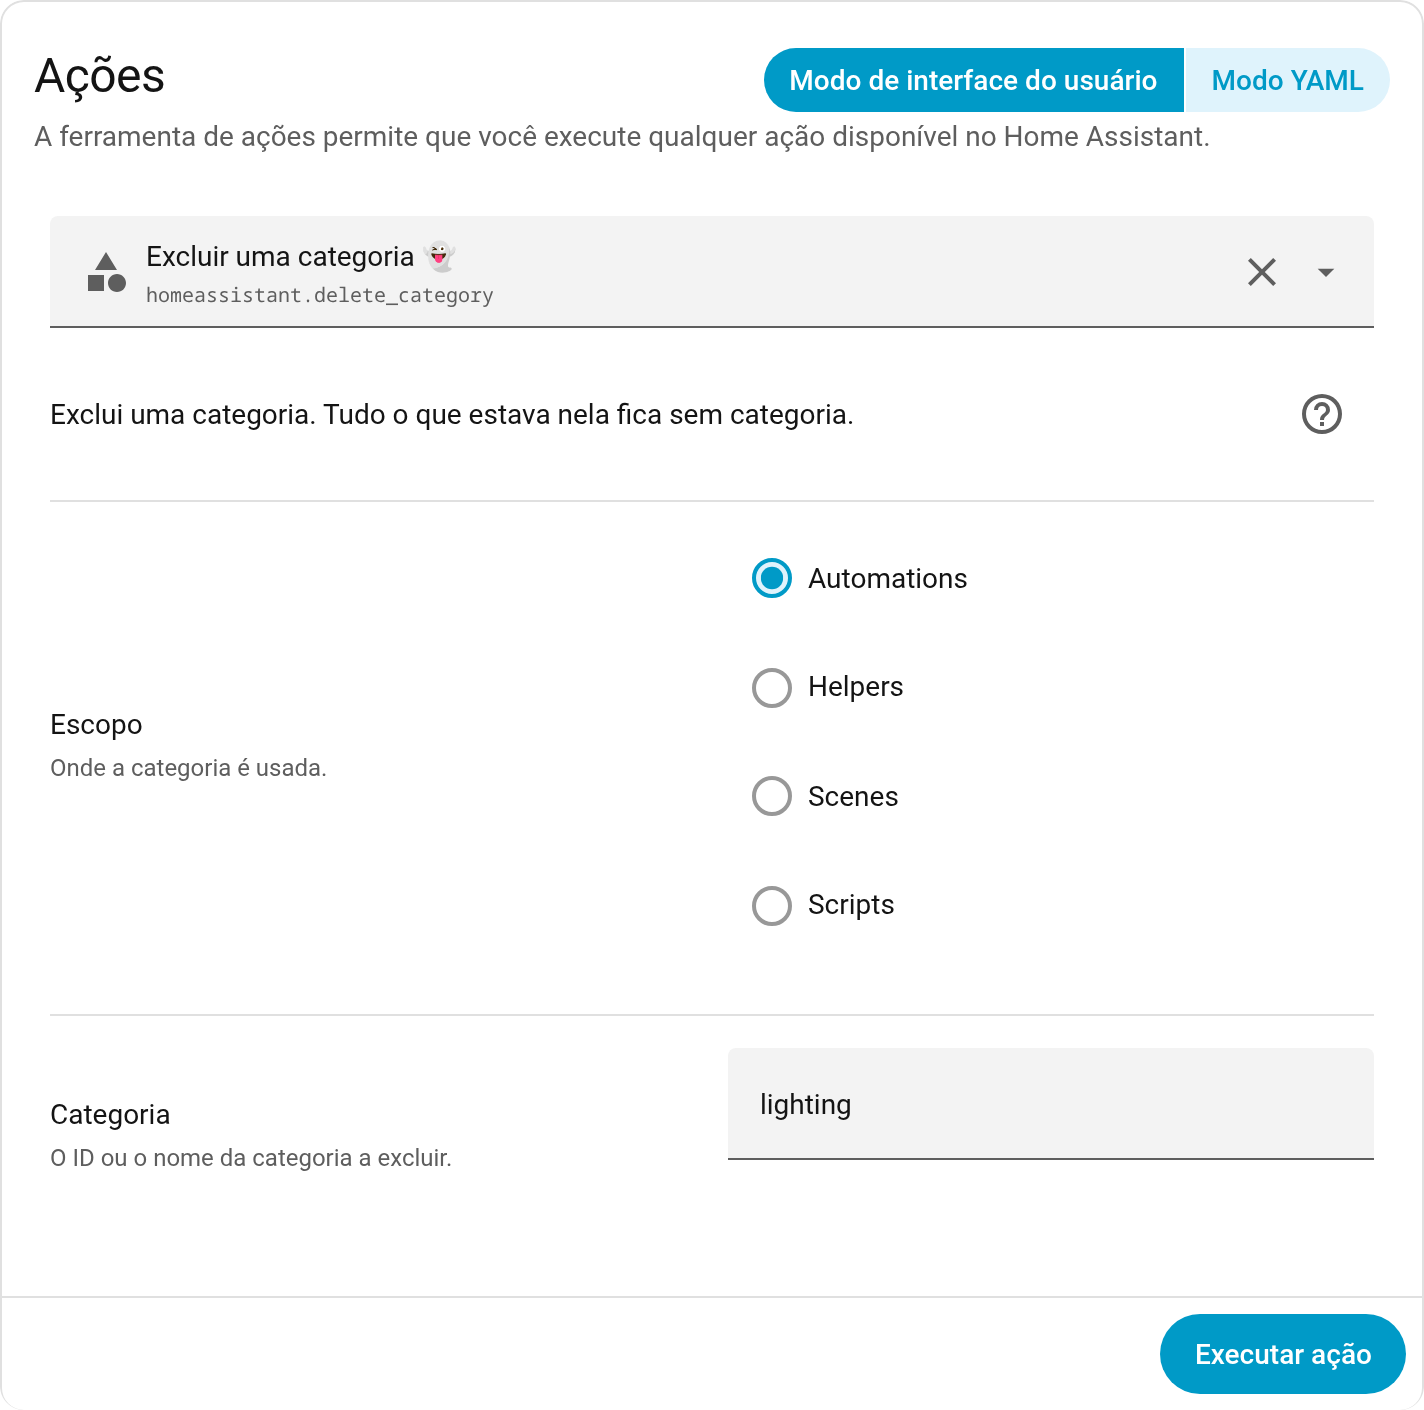 Ações
Modo de interface do usuário
Modo YAML
A ferramenta de ações permite que você execute qualquer ação disponível no Home Assistant.
Excluir uma categoria 👻
homeassistant.delete_category
Exclui uma categoria. Tudo o que estava nela fica sem categoria.
Escopo
Onde a categoria é usada.
Automations
Helpers
Scenes
Scripts
Categoria
O ID ou o nome da categoria a excluir.
lighting
Executar ação